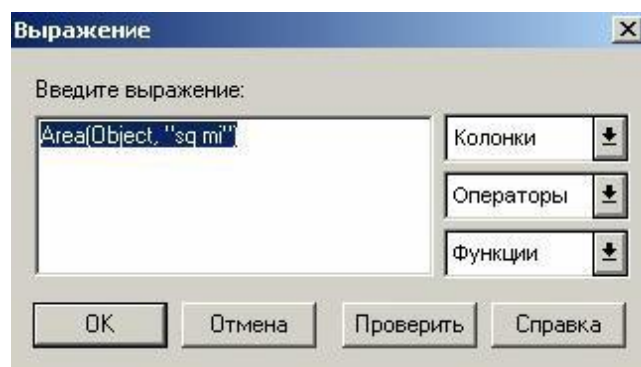 Выражение
Введите выражение:
Area(Object, "sq mi")
Колонки
Операторы
Функции
OK
Отмена
Проверить
Справка